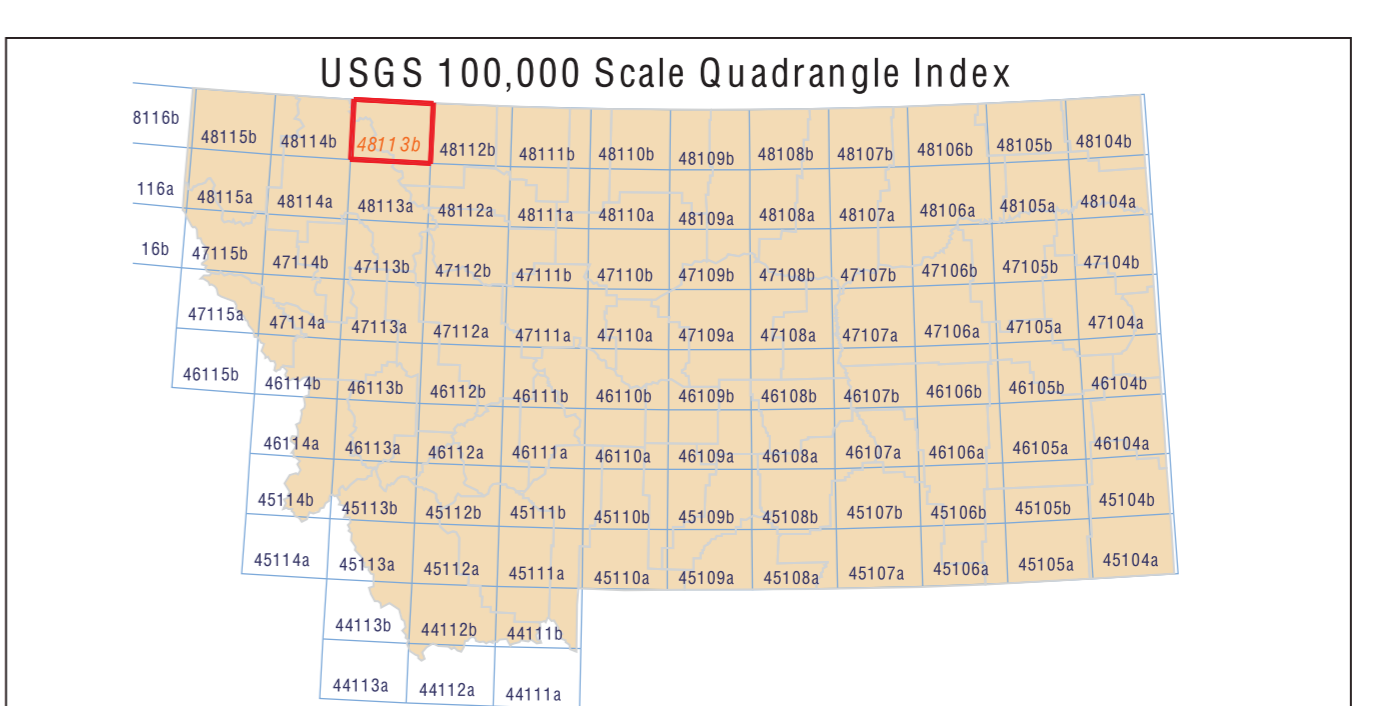 USGS 100,000 Scale Quadrangle Index
8116b 48115b 48114b 48113b 48112b 48111b 48110b 48109b 48108b 48107b 48106b 48105b 48104b
116a 48115a 48114a 48113a 48112a 48111a 48110a 48109a 48108a 48107a 48106a 48105a 48104a
16b 47115b 47114b 47113b 47112b 47111b 47110b 47109b 47108b 47107b 47106b 47105b 47104b
47115a 47114a 47113a 47112a 47111a 47110a 47109a 47108a 47107a 47106a 47105a 47104a
46115b 46114b 46113b 46112b 46111b 46110b 46109b 46108b 46107b 46106b 46105b 46104b
46114a 46113a 46112a 46111a 46110a 46109a 46108a 46107a 46106a 46105a 46104a
45114b 45113b 45112b 45111b 45110b 45109b 45108b 45107b 45106b 45105b 45104b
45114a 45113a 45112a 45111a 45110a 45109a 45108a 45107a 45106a 45105a 45104a
44113b 44112b 44111b
44113a 44112a 44111a